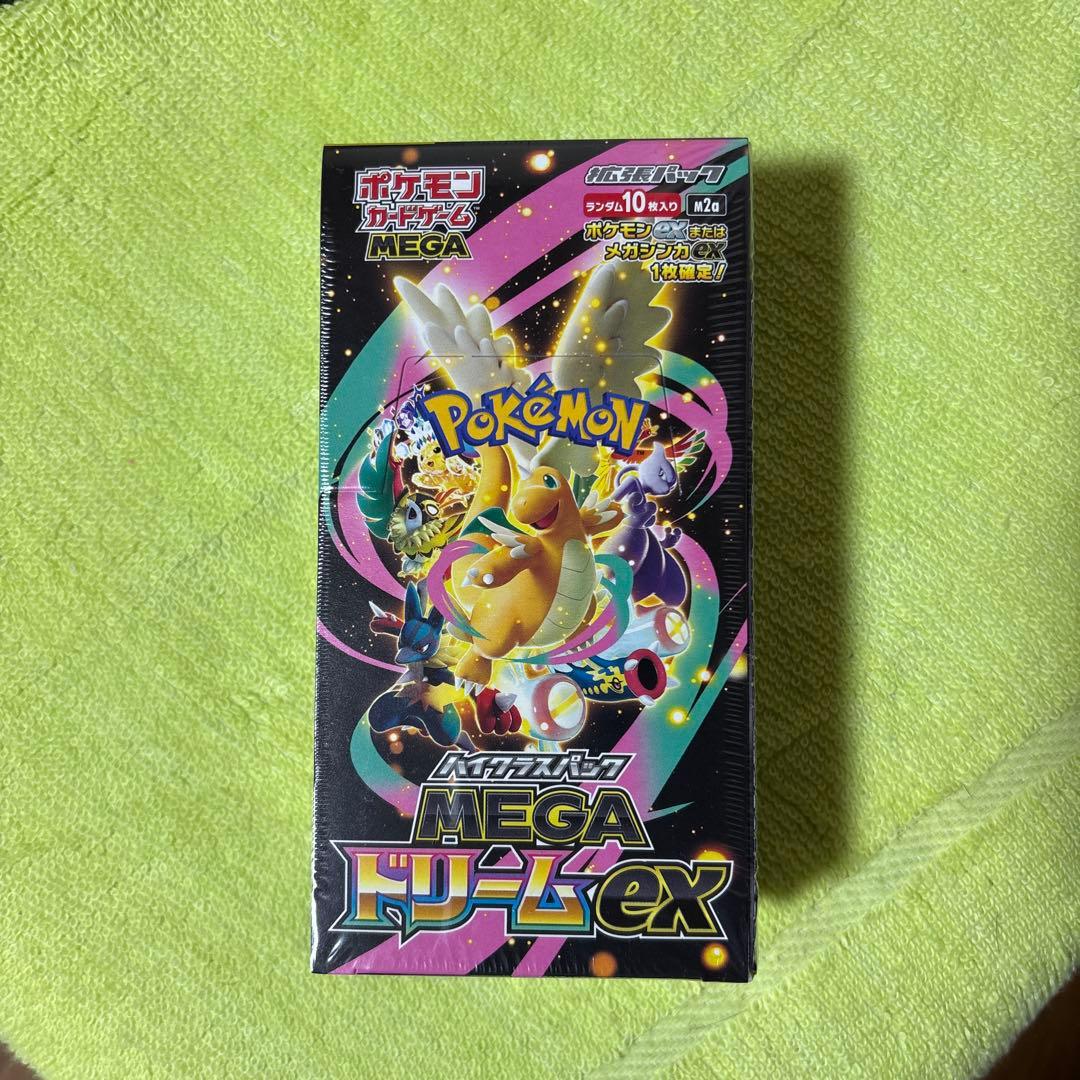 ポケモン
カードゲーム
MEGA
拡張パック
ランダム10枚入り M2a
ポケモンexまたは
メガシンカex
1枚確定!
POKéMON
ハイクラスパック
MEGA
ドリームex